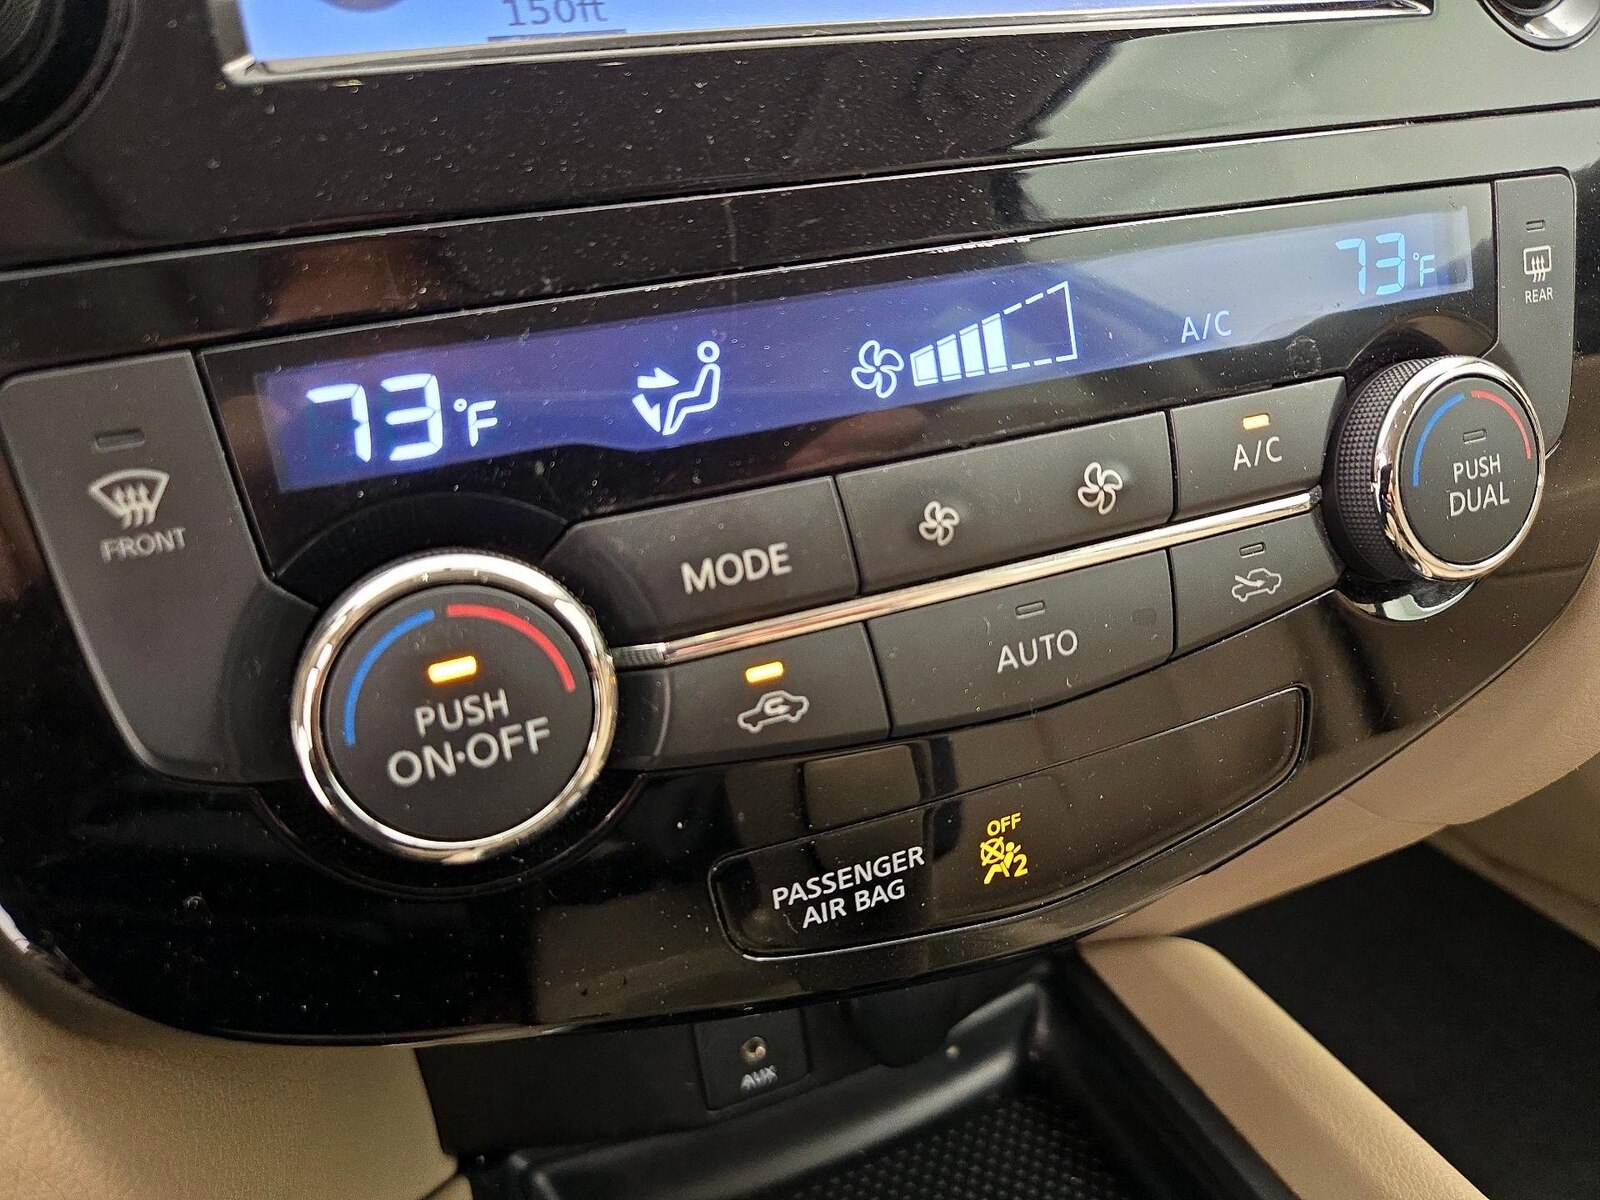 150ft
73°F
A/C
73°F
REAR
FRONT
MODE
A/C
PUSH
DUAL
PUSH
ON·OFF
AUTO
PASSENGER
AIR BAG
OFF
2
AUX